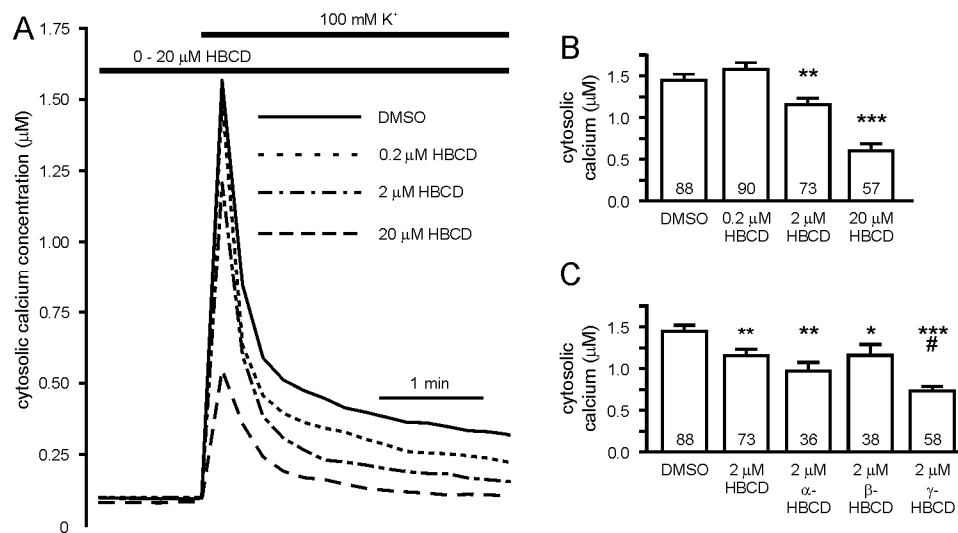 A
100 mM K⁺
0 - 20 µM HBCD
cytosolic calcium concentration (µM)
1.75
1.50
1.25
1.00
0.75
0.50
0.25
0
DMSO
0.2 µM HBCD
2 µM HBCD
20 µM HBCD
1 min
B
cytosolic
calcium (µM)
1.5
1.0
0.5
0.0
**
***
88 90 73 57
DMSO 0.2 µM 2 µM 20 µM
HBCD HBCD HBCD
C
cytosolic
calcium (µM)
1.5
1.0
0.5
0.0
** ** * ***
#
88 73 36 38 58
DMSO 2 µM 2 µM 2 µM 2 µM
HBCD α- β- γ-
HBCD HBCD HBCD